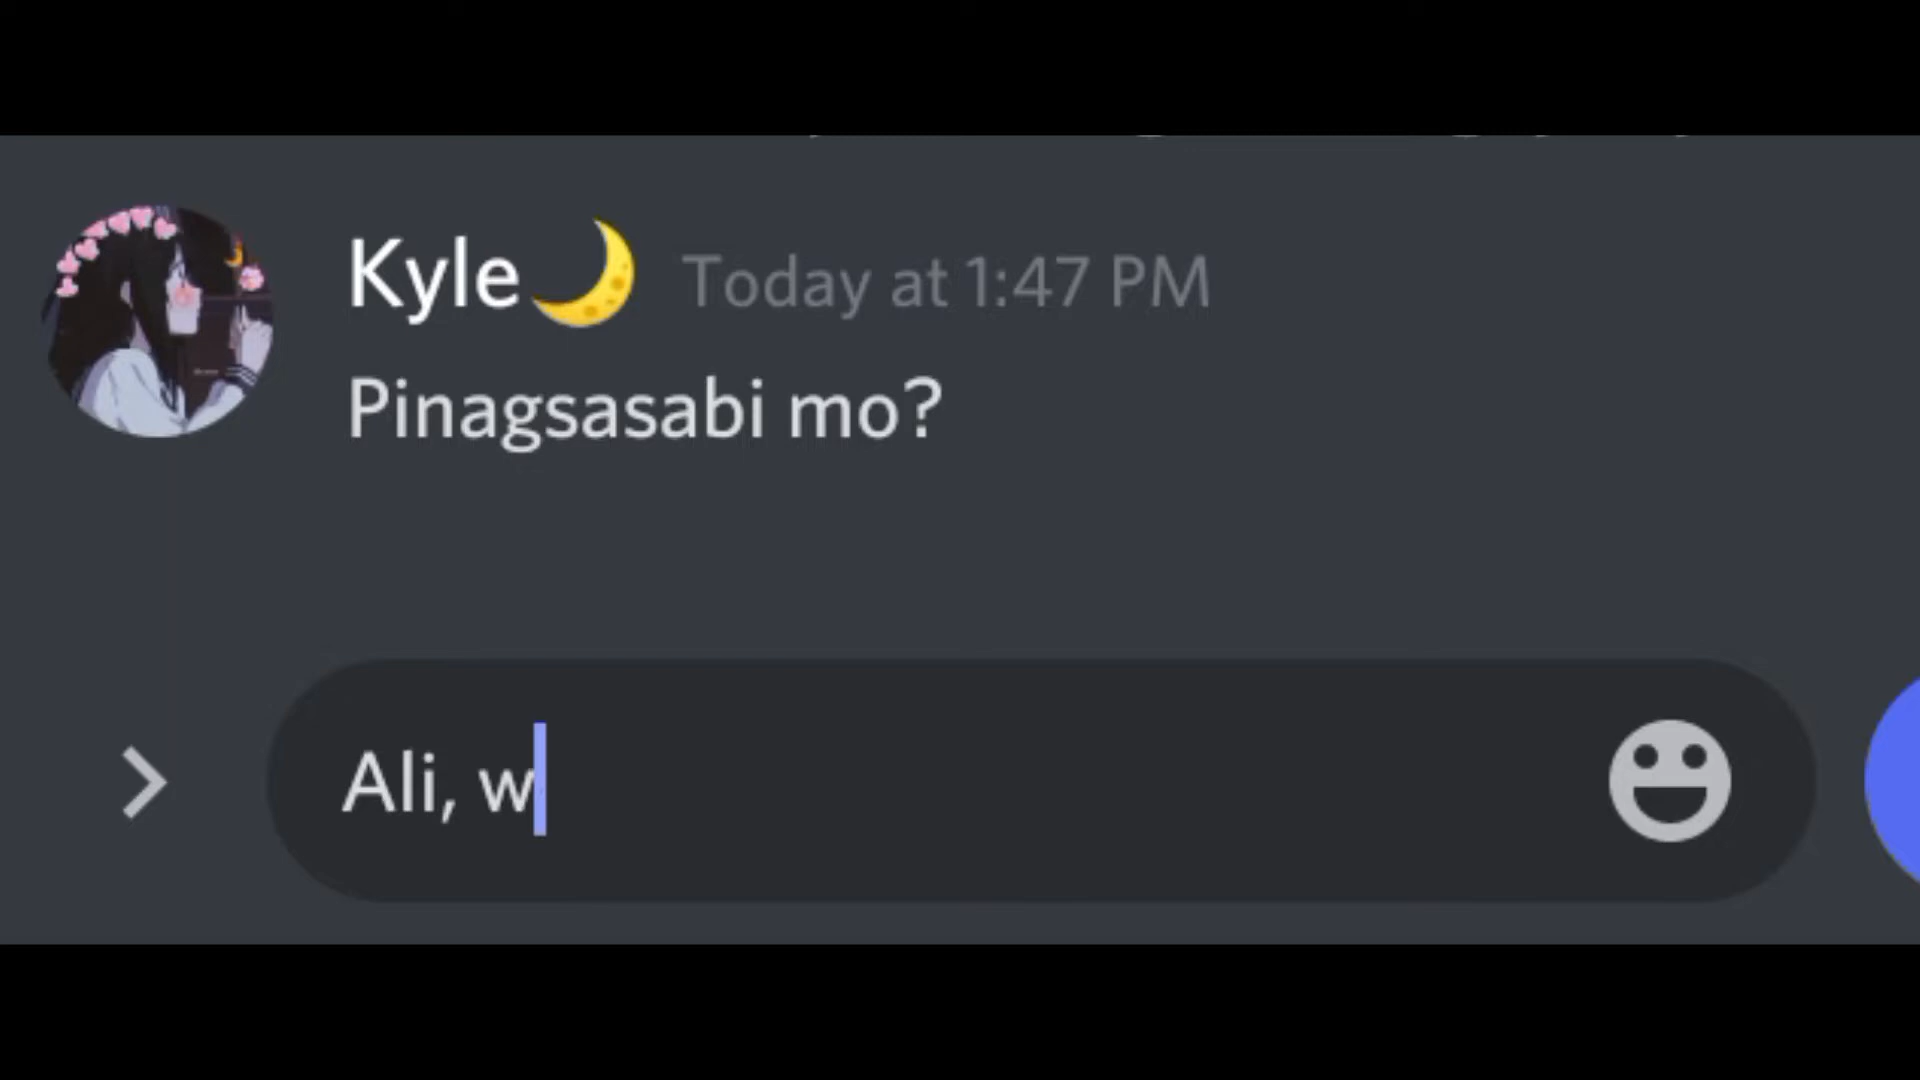 Kyle🌙 Today at 1:47 PM
Pinagsasabi mo?
Ali, w